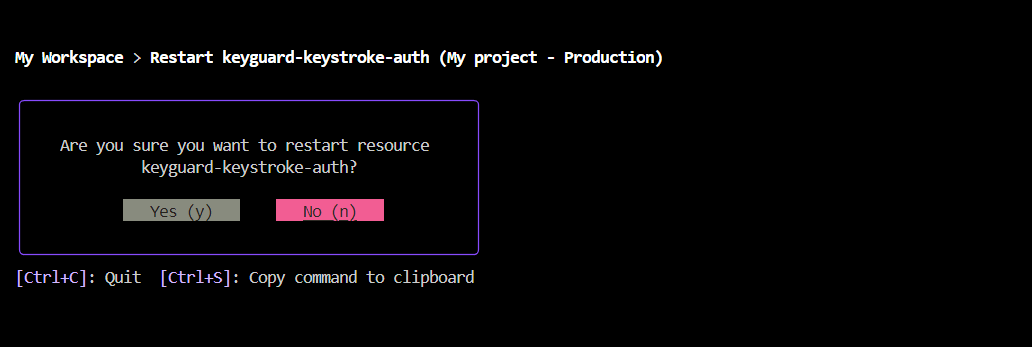 My Workspace > Restart keyguard-keystroke-auth (My project - Production)
Are you sure you want to restart resource
keyguard-keystroke-auth?
Yes (y) No (n)
[Ctrl+C]: Quit [Ctrl+S]: Copy command to clipboard